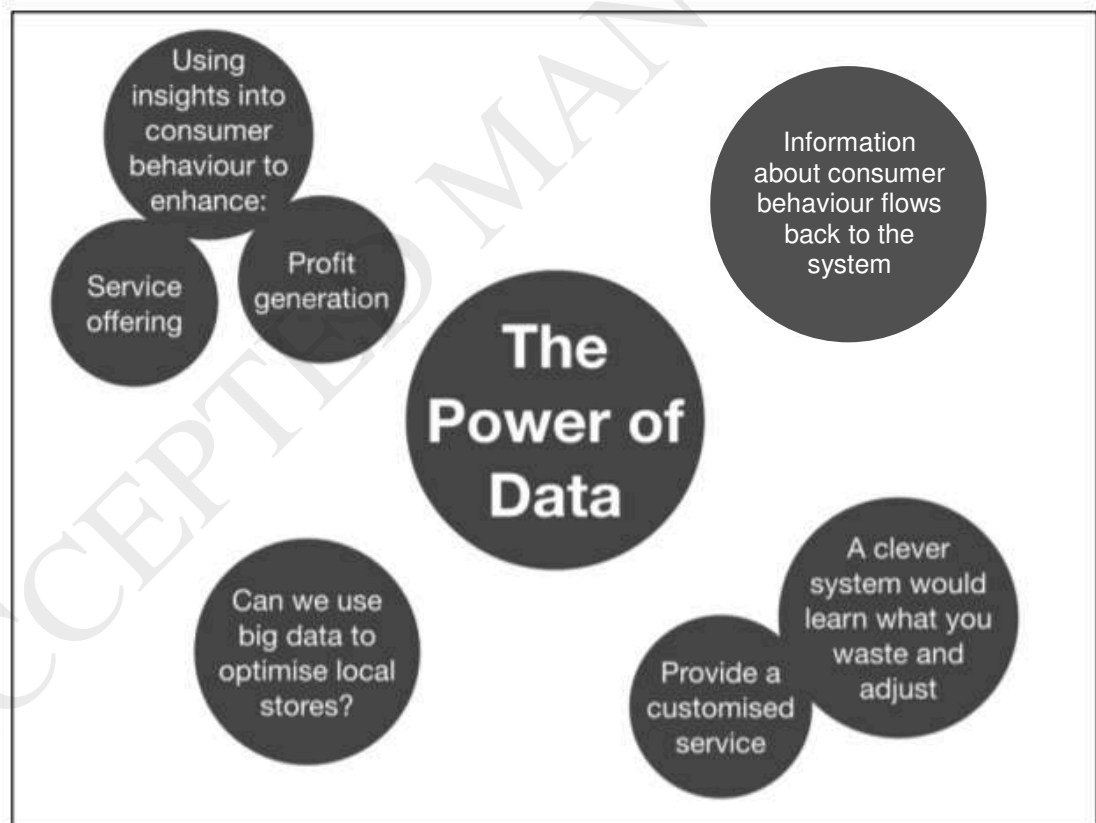 Using
insights into
consumer
behaviour to
enhance:
Service
offering
Profit
generation
Information
about consumer
behaviour flows
back to the
system
The
Power of
Data
Can we use
big data to
optimise local
stores?
A clever
system would
learn what you
waste and
adjust
Provide a
customised
service
CCEPTED MAN